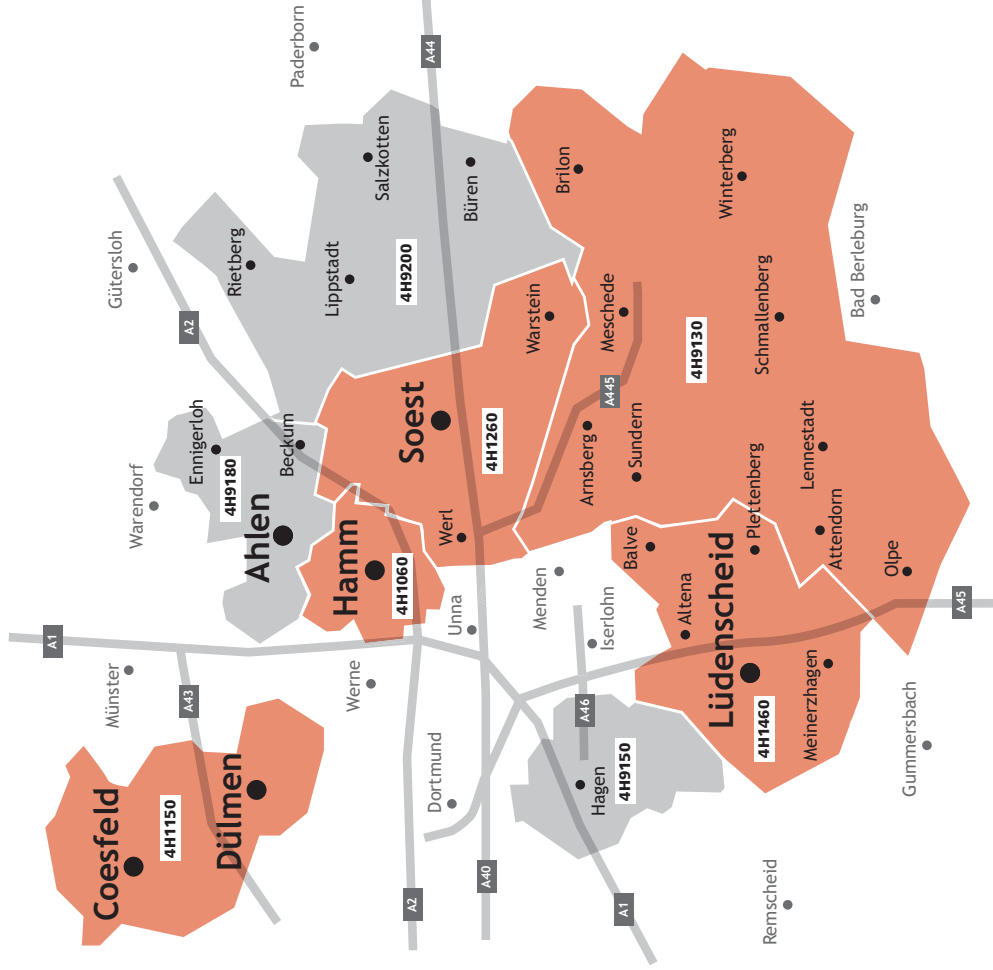 Coesfeld
4H1150
Dülmen
A43
Münster
A1
Warendorf
Ennigerloh
4H9180
Ahlen
Beckum
A2
Gütersloh
Rietberg
Paderborn
Salzkotten
Lippstadt
4H9200
Büren
A44
Werne
Hamm
4H1060
Soest
4H1260
Werl
Unna
Warstein
Dortmund
A2
A40
Menden
Iserlohn
A46
Hagen
4H9150
A1
Remscheid
Arnsberg
A445
Meschede
Sundern
Brilon
4H9130
Winterberg
Schmallenberg
Bad Berleburg
Balve
Altena
Lüdenscheid
4H1460
Plettenberg
Meinerzhagen
Lennestadt
Attendorn
Olpe
A45
Gummersbach